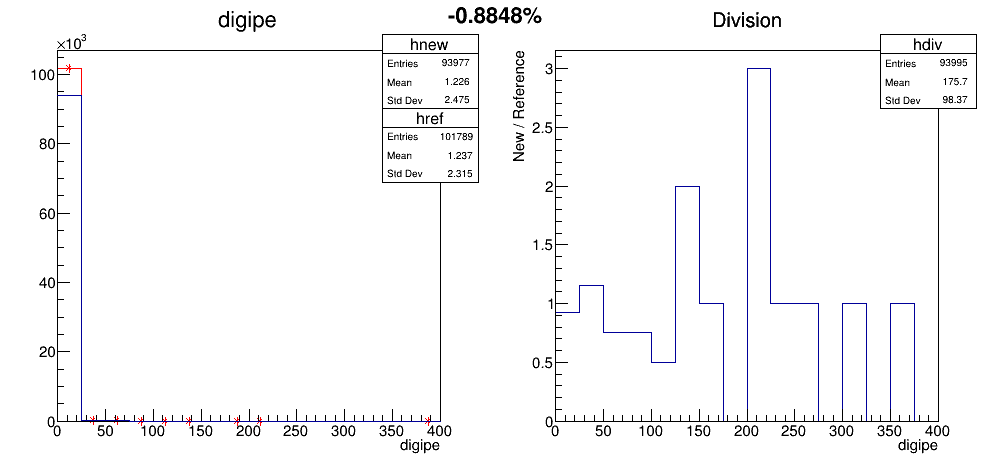 -0.8848%
digipe
×10³
hnew
Entries 93977
Mean 1.226
Std Dev 2.475
href
Entries 101789
Mean 1.237
Std Dev 2.315
100
80
60
40
20
0
0 50 100 150 200 250 300 350 400
digipe
Division
hdiv
Entries 93995
Mean 175.7
Std Dev 98.37
New / Reference
3
2.5
2
1.5
1
0.5
0
0 50 100 150 200 250 300 350 400
digipe